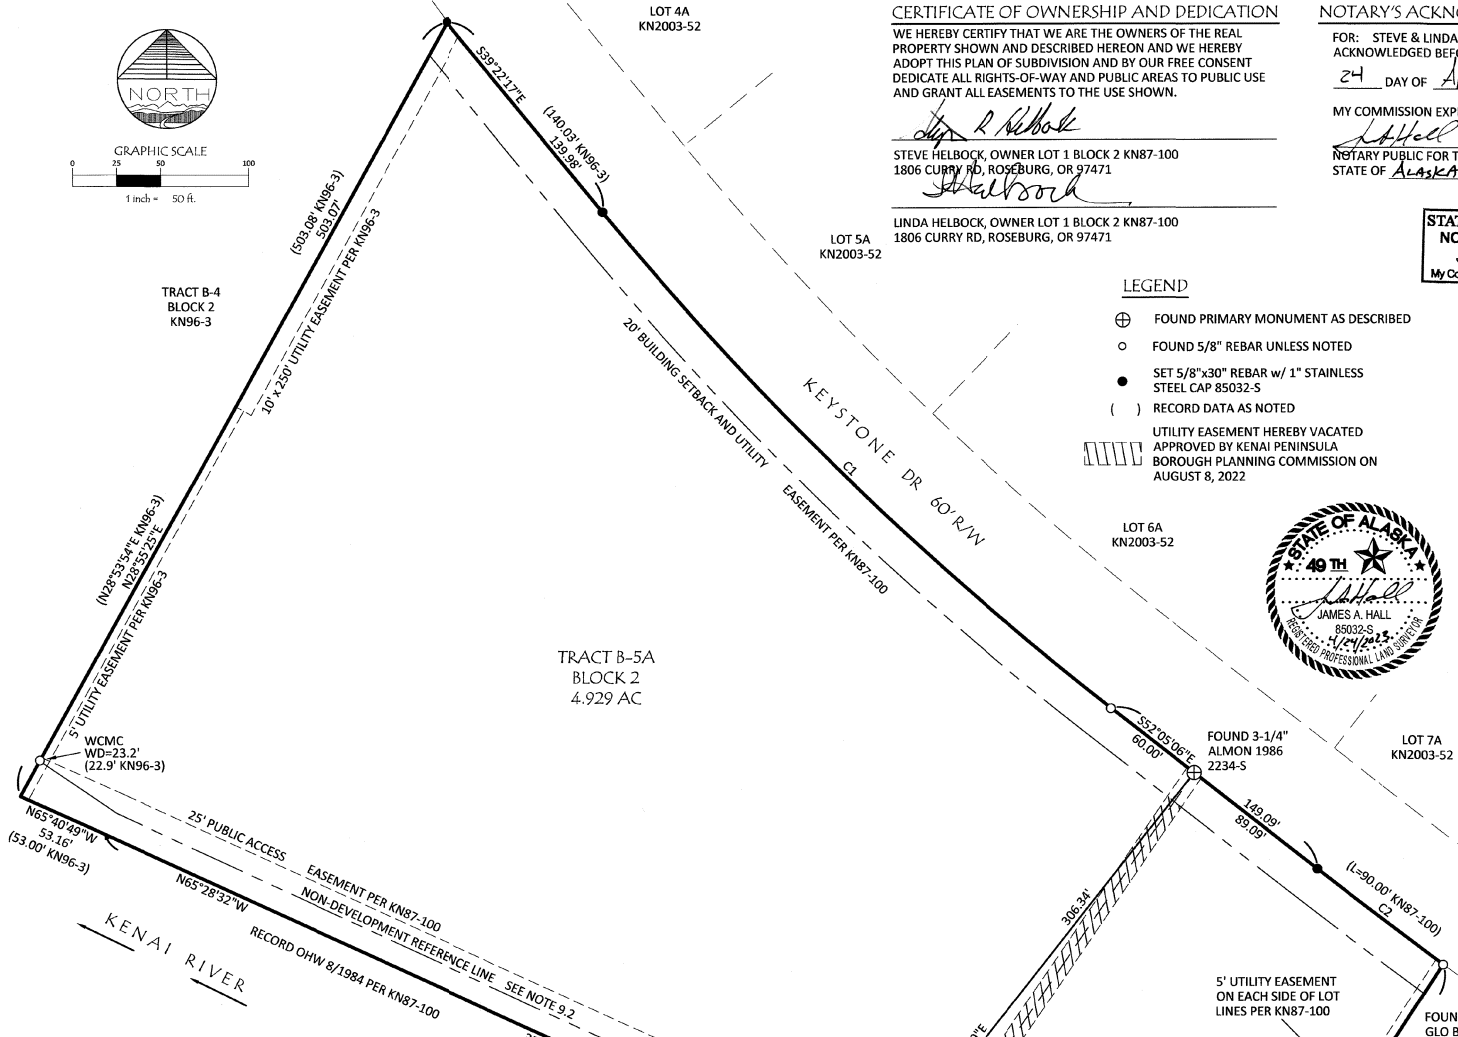 NORTH
GRAPHIC SCALE
0 25 50 100
1 inch = 50 ft.
LOT 4A
KN2003-52
CERTIFICATE OF OWNERSHIP AND DEDICATION
WE HEREBY CERTIFY THAT WE ARE THE OWNERS OF THE REAL
PROPERTY SHOWN AND DESCRIBED HEREON AND WE HEREBY
ADOPT THIS PLAN OF SUBDIVISION AND BY OUR FREE CONSENT
DEDICATE ALL RIGHTS-OF-WAY AND PUBLIC AREAS TO PUBLIC USE
AND GRANT ALL EASEMENTS TO THE USE SHOWN.
STEVE HELBOCK, OWNER LOT 1 BLOCK 2 KN87-100
1806 CURRY RD, ROSEBURG, OR 97471
LINDA HELBOCK, OWNER LOT 1 BLOCK 2 KN87-100
1806 CURRY RD, ROSEBURG, OR 97471
NOTARY'S ACKNO
FOR: STEVE & LINDA
ACKNOWLEDGED BEF
24 DAY OF
MY COMMISSION EXP
NOTARY PUBLIC FOR T
STATE OF ALASKA
STAT
NO
My Co
S39°22'17"E
(140.03' KN96-3)
139.98'
(503.08' KN96-3)
503.07'
10' x 250' UTILITY EASEMENT PER KN96-3
TRACT B-4
BLOCK 2
KN96-3
LOT 5A
KN2003-52
LEGEND
FOUND PRIMARY MONUMENT AS DESCRIBED
FOUND 5/8" REBAR UNLESS NOTED
SET 5/8"x30" REBAR w/ 1" STAINLESS
STEEL CAP 85032-S
( ) RECORD DATA AS NOTED
UTILITY EASEMENT HEREBY VACATED
APPROVED BY KENAI PENINSULA
BOROUGH PLANNING COMMISSION ON
AUGUST 8, 2022
20' BUILDING SETBACK AND UTILITY
EASEMENT PER KN87-100
KEYSTONE DR 60' R/W
C1
LOT 6A
KN2003-52
STATE OF ALASKA
49 TH
JAMES A. HALL
85032-S
4/24/2023
REGISTERED PROFESSIONAL LAND SURVEYOR
(N28°53'54"E KN96-3)
N28°55'25"E
5' UTILITY EASEMENT PER KN96-3
TRACT B-5A
BLOCK 2
4.929 AC
S52°05'06"E
60.00'
FOUND 3-1/4"
ALMON 1986
2234-S
LOT 7A
KN2003-52
WCMC
WD=23.2'
(22.9' KN96-3)
N65°40'49"W
53.16'
(53.00' KN96-3)
25' PUBLIC ACCESS
EASEMENT PER KN87-100
NON-DEVELOPMENT REFERENCE LINE SEE NOTE 9.2
N65°28'32"W
RECORD OHW 8/1984 PER KN87-100
KENAI RIVER
149.09'
89.09'
(L=90.00' KN87-100)
C2
306.34'
5' UTILITY EASEMENT
ON EACH SIDE OF LOT
LINES PER KN87-100
FOUN
GLO B